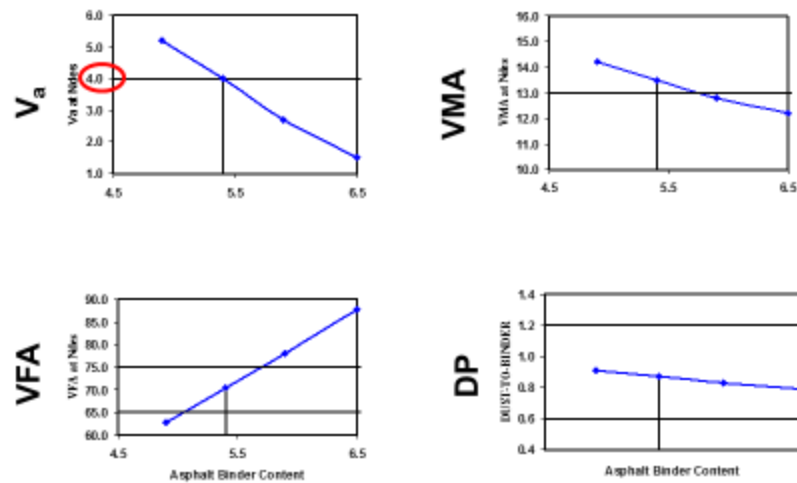 Va
Va at Ndes
6.0
5.0
4.0
3.0
2.0
1.0
4.5 5.5 6.5
VMA
VMA at Ndes
16.0
15.0
14.0
13.0
12.0
11.0
10.0
4.5 5.5 6.5
VFA
VFA at Ndes
90.0
85.0
80.0
75.0
70.0
65.0
60.0
4.5 5.5 6.5
Asphalt Binder Content
DP
DUST-TO-BINDER
1.4
1.2
1.0
0.8
0.6
0.4
Asphalt Binder Content